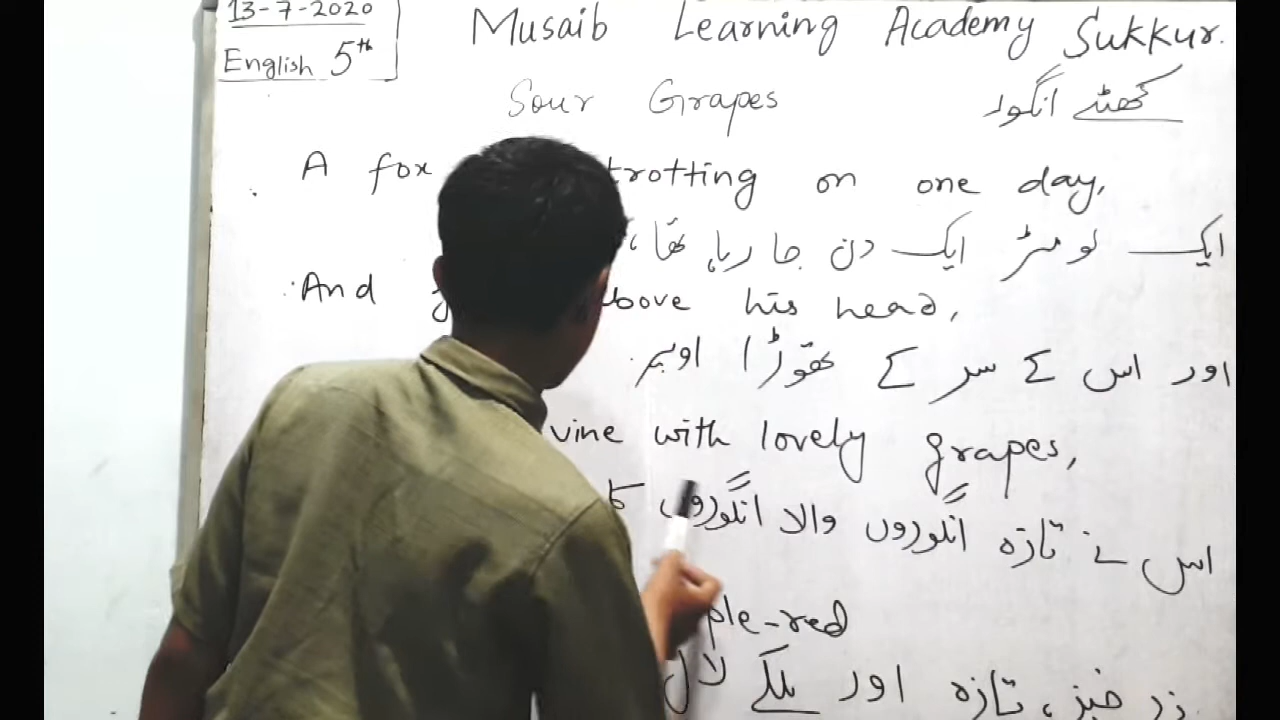 13-7-2020
English 5th
Musaib Learning Academy Sukkur.
Sour Grapes
کھٹے انگور
A fox trotting on one day,
ایک لومڑ ایک دن جا رہا تھا،
And above his head,
اور اس کے سر کے تھوڑا اوپر
vine with lovely grapes,
اس نے تازہ انگوروں والا انگوروں کا
ple-red
زرخیز، تازہ اور ہلکے لال